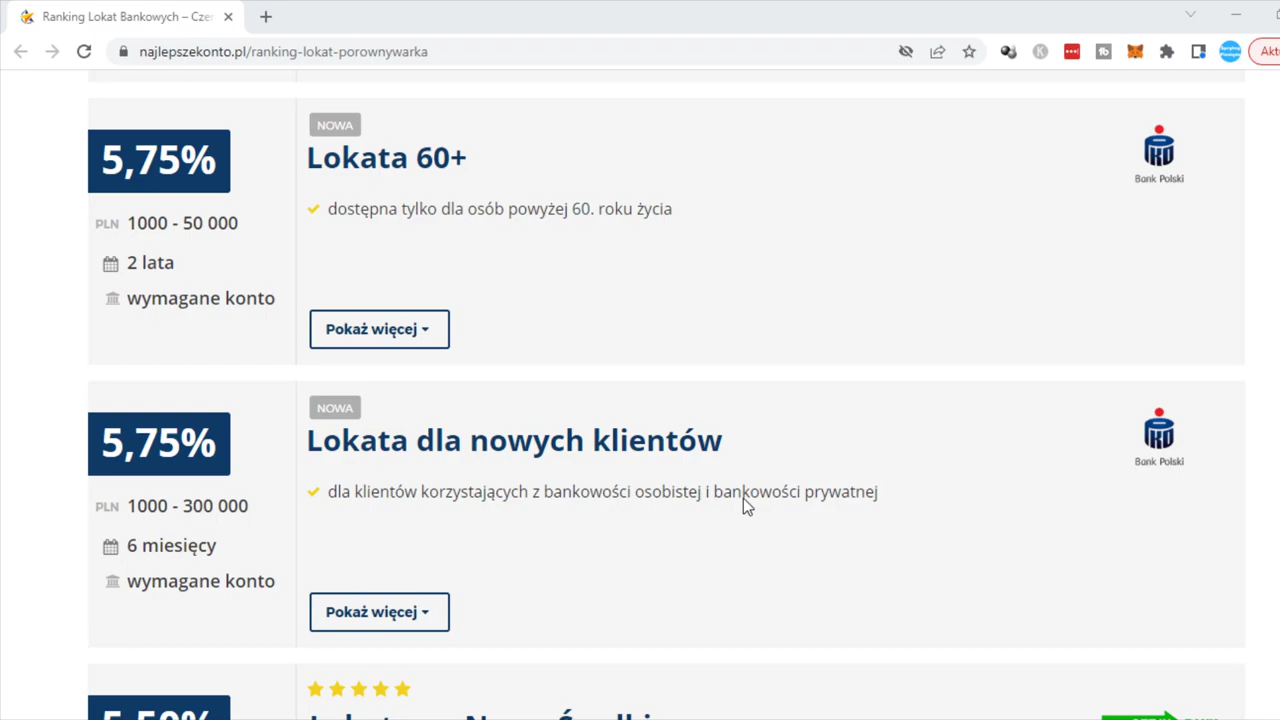 Ranking Lokat Bankowych – Cze
najlepszekonto.pl/ranking-lokat-porownywarka
Aktu
5,75%
PLN 1000 - 50 000
2 lata
wymagane konto
NOWA
Lokata 60+
dostępna tylko dla osób powyżej 60. roku życia
Pokaż więcej
Bank Polski
5,75%
PLN 1000 - 300 000
6 miesięcy
wymagane konto
NOWA
Lokata dla nowych klientów
dla klientów korzystających z bankowości osobistej i bankowości prywatnej
Pokaż więcej
Bank Polski
5,50%